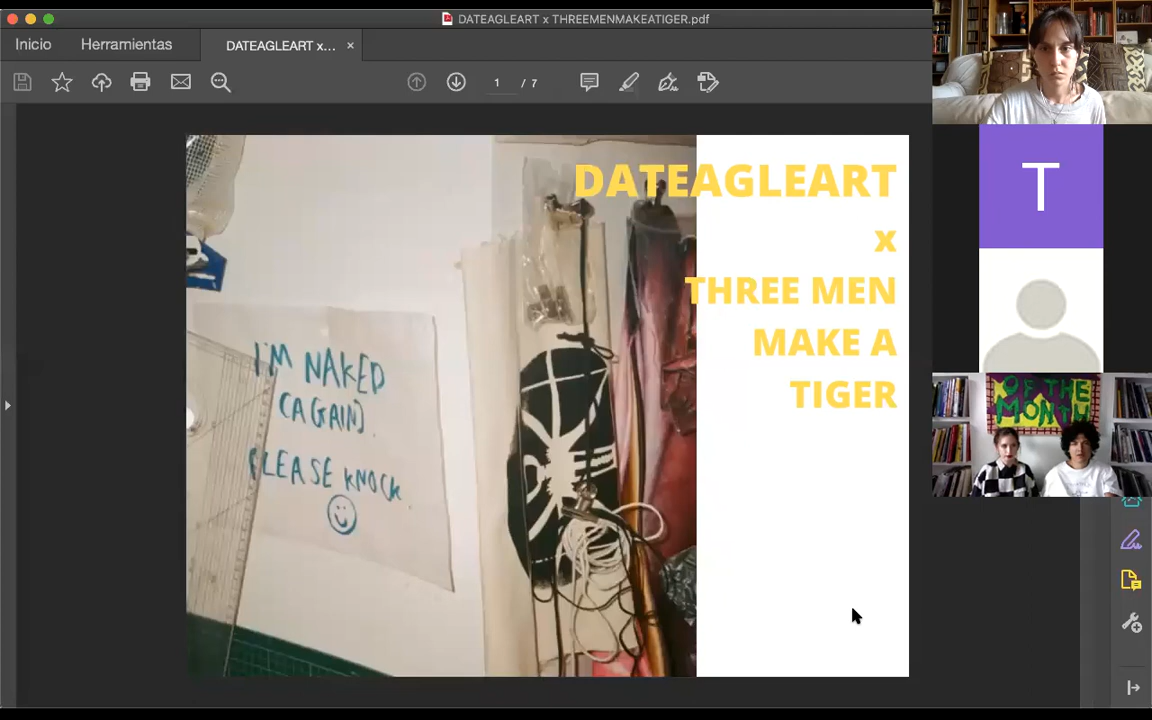 DATEAGLEART x THREEMENMAKEATIGER.pdf
Inicio
Herramientas
DATEAGLEART x...
1 / 7
DATEAGLEART
x
THREE MEN
MAKE A
TIGER
I'M NAKED
(AGAIN).
PLEASE KNOCK.
T
OF THE
MONTH